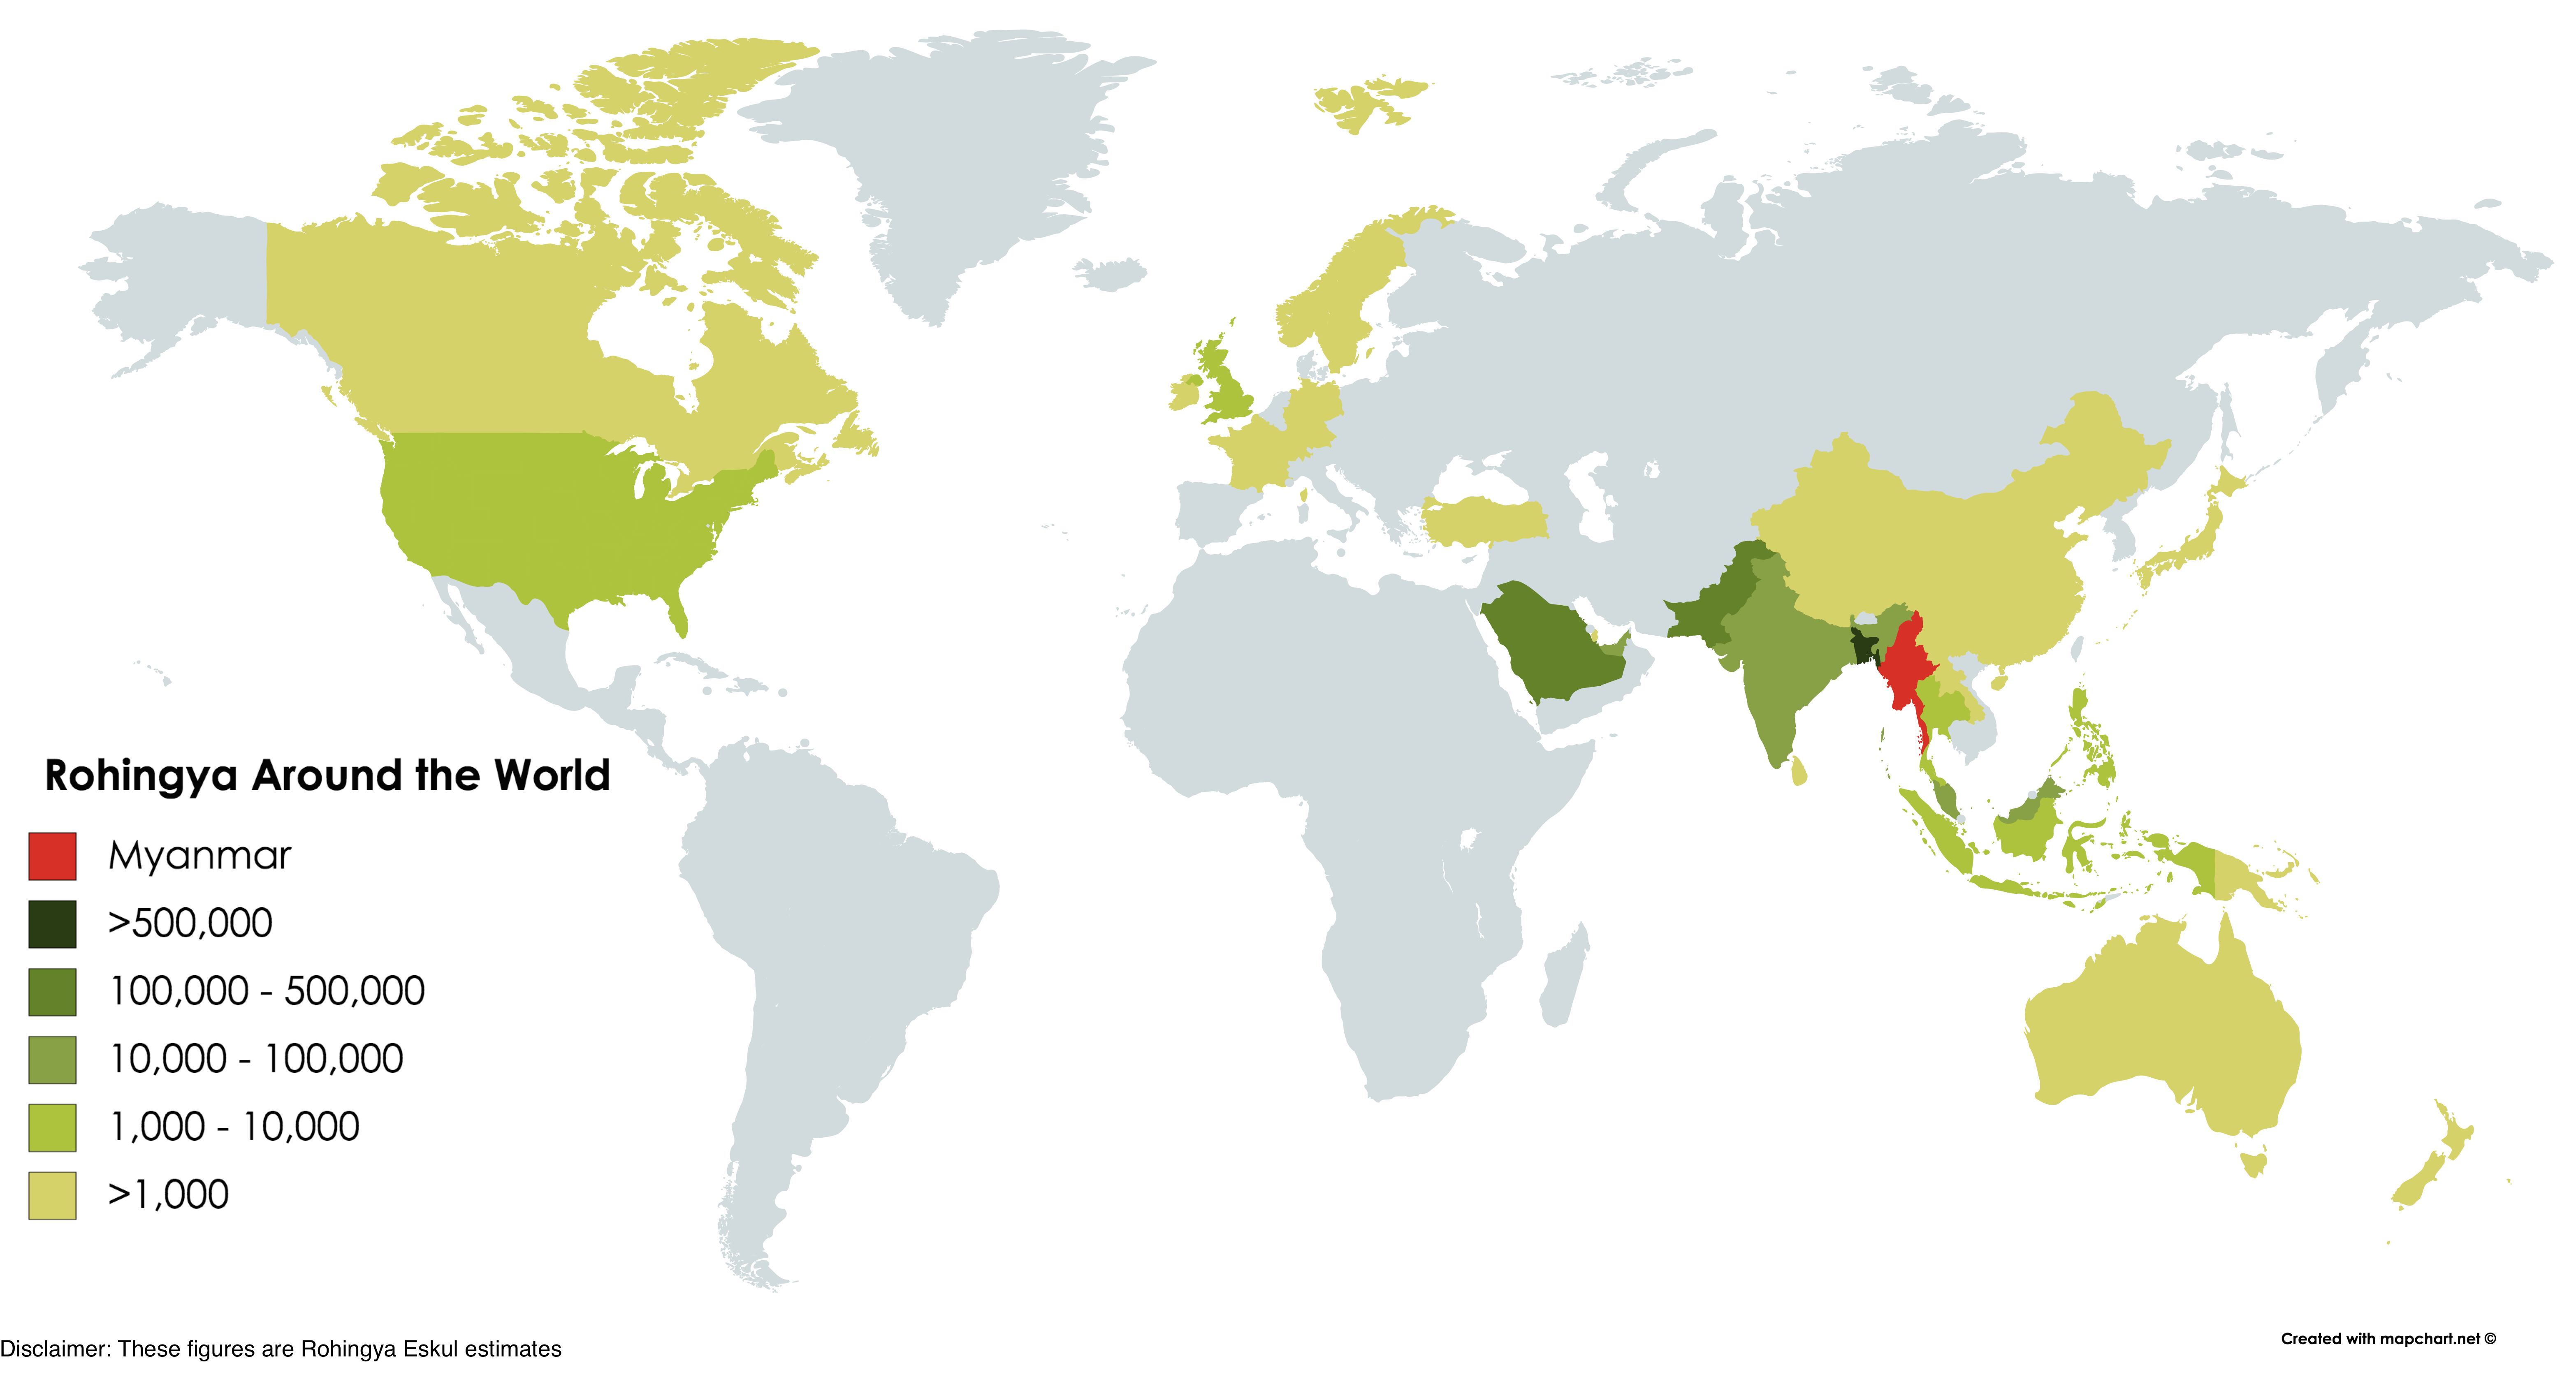 Rohingya Around the World
Myanmar
>500,000
100,000 - 500,000
10,000 - 100,000
1,000 - 10,000
>1,000
Disclaimer: These figures are Rohingya Eskul estimates
Created with mapchart.net ©